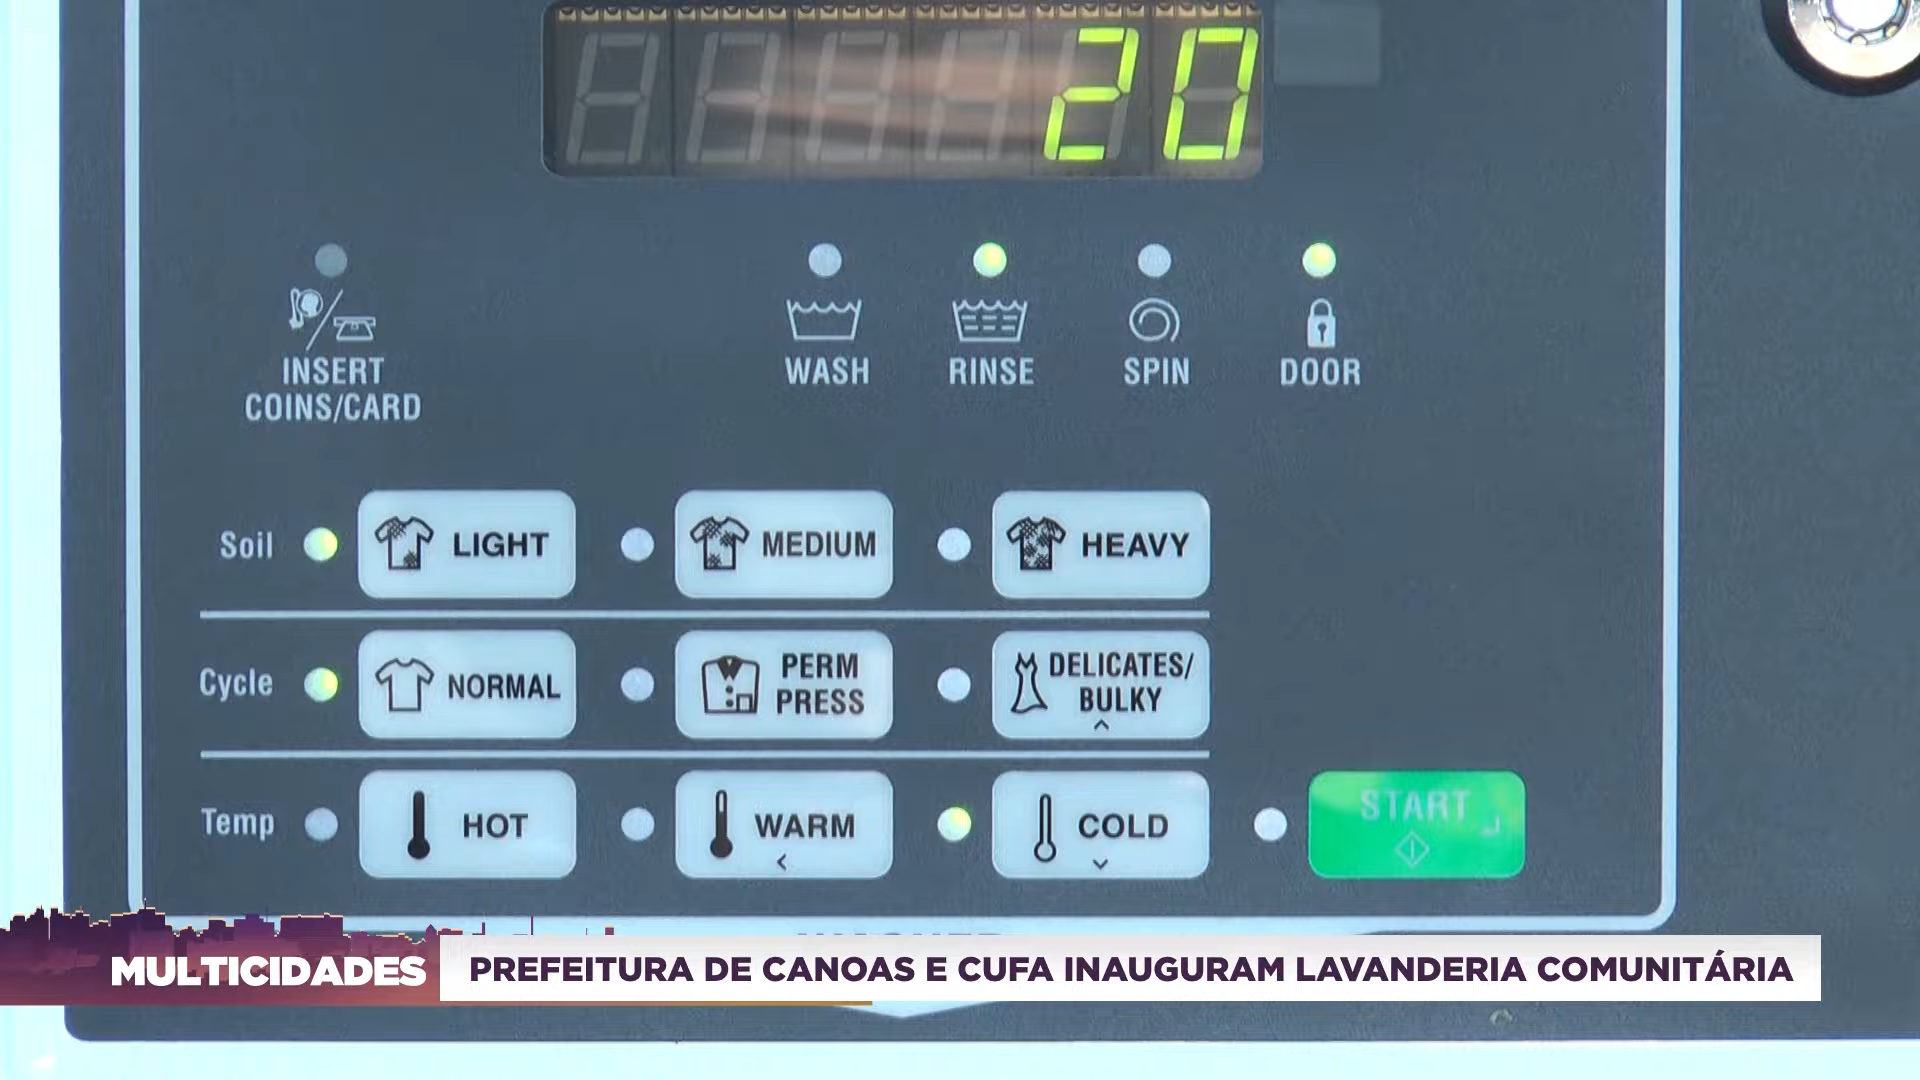 20
INSERT
COINS/CARD
WASH
RINSE
SPIN
DOOR
Soil
LIGHT
MEDIUM
HEAVY
Cycle
NORMAL
PERM
PRESS
DELICATES/
BULKY
Temp
HOT
WARM
COLD
START
MULTICIDADES
PREFEITURA DE CANOAS E CUFA INAUGURAM LAVANDERIA COMUNITÁRIA